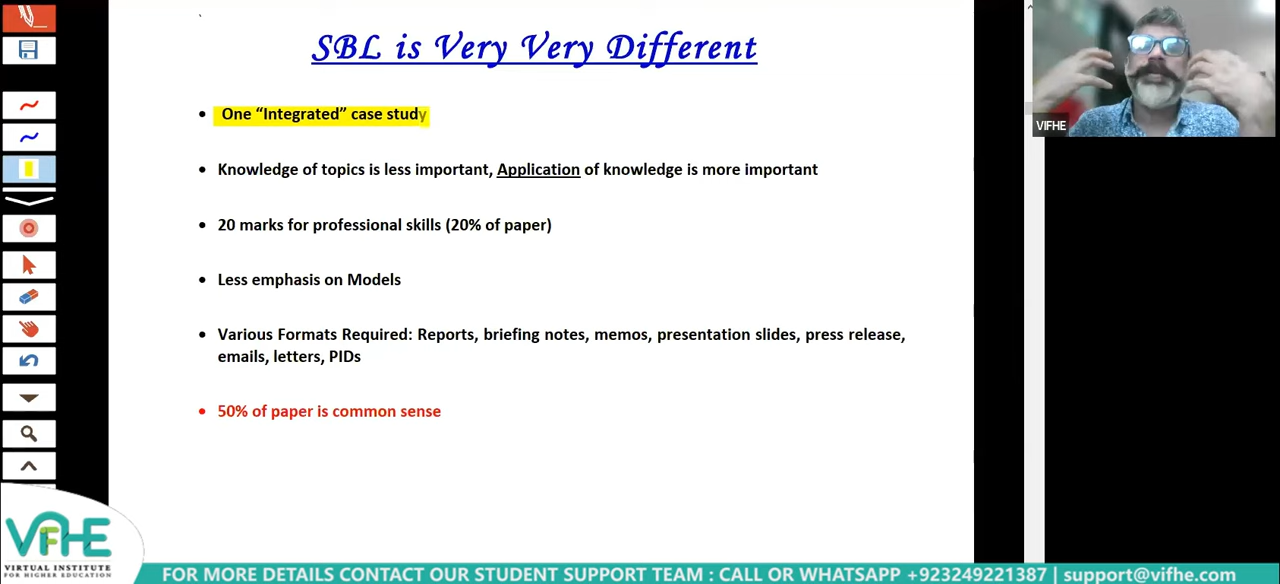 SBL is Very Very Different
• One “Integrated” case study
• Knowledge of topics is less important, Application of knowledge is more important
• 20 marks for professional skills (20% of paper)
• Less emphasis on Models
• Various Formats Required: Reports, briefing notes, memos, presentation slides, press release,
emails, letters, PIDs
• 50% of paper is common sense
VIFHE
VIFHE
VIRTUAL INSTITUTE
FOR HIGHER EDUCATION
FOR MORE DETAILS CONTACT OUR STUDENT SUPPORT TEAM : CALL OR WHATSAPP +923249221387 | support@vifhe.com